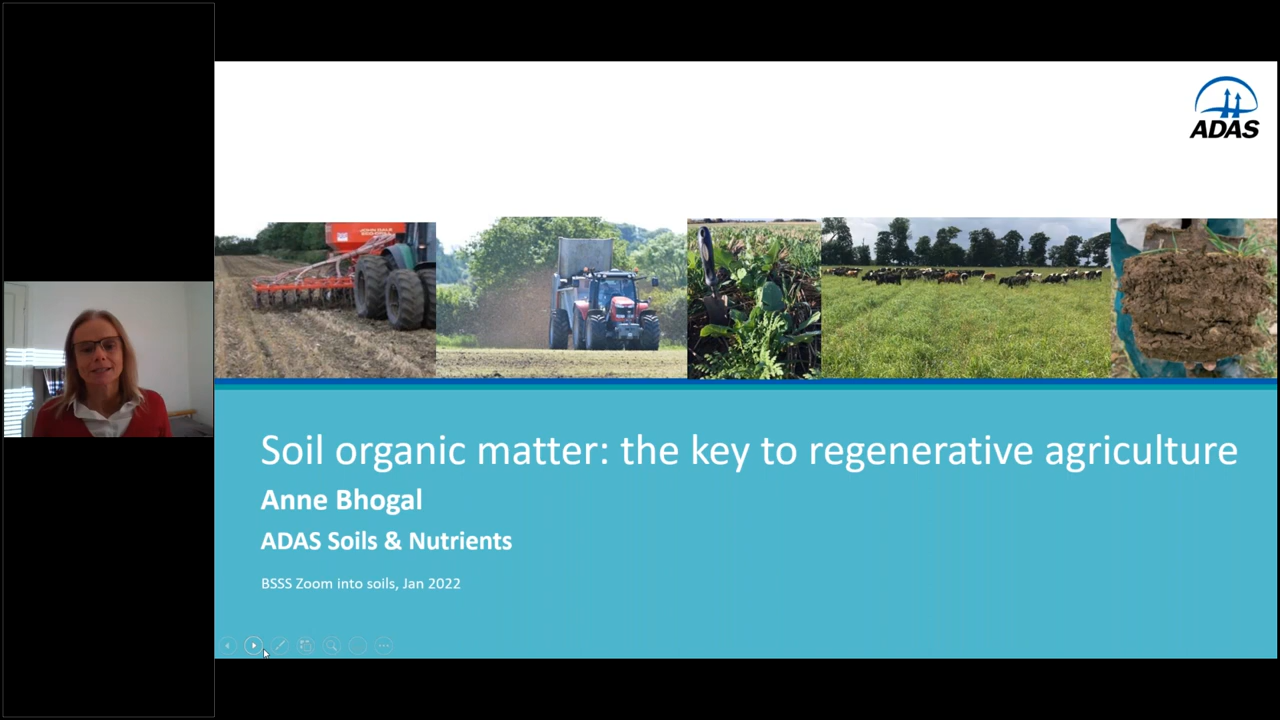 ADAS
Soil organic matter: the key to regenerative agriculture
Anne Bhogal
ADAS Soils & Nutrients
BSSS Zoom into soils, Jan 2022